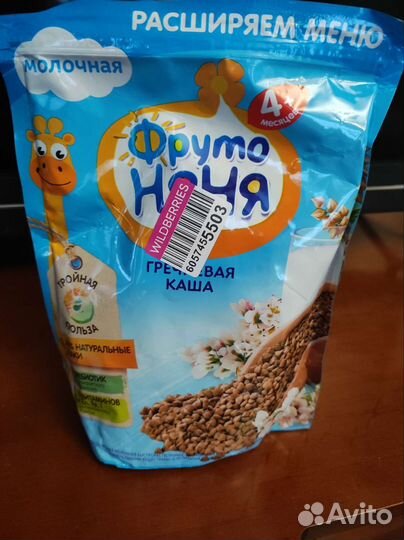 РАСШИРЯЕМ МЕНЮ
МОЛОЧНАЯ
4+
месяцев
Фруто
НЯНЯ
WILDBERRIES
6057455503
ГРЕЧНЕВАЯ
КАША
ТРОЙНАЯ
ПОЛЬЗА
НАТУРАЛЬНЫЕ
Avito